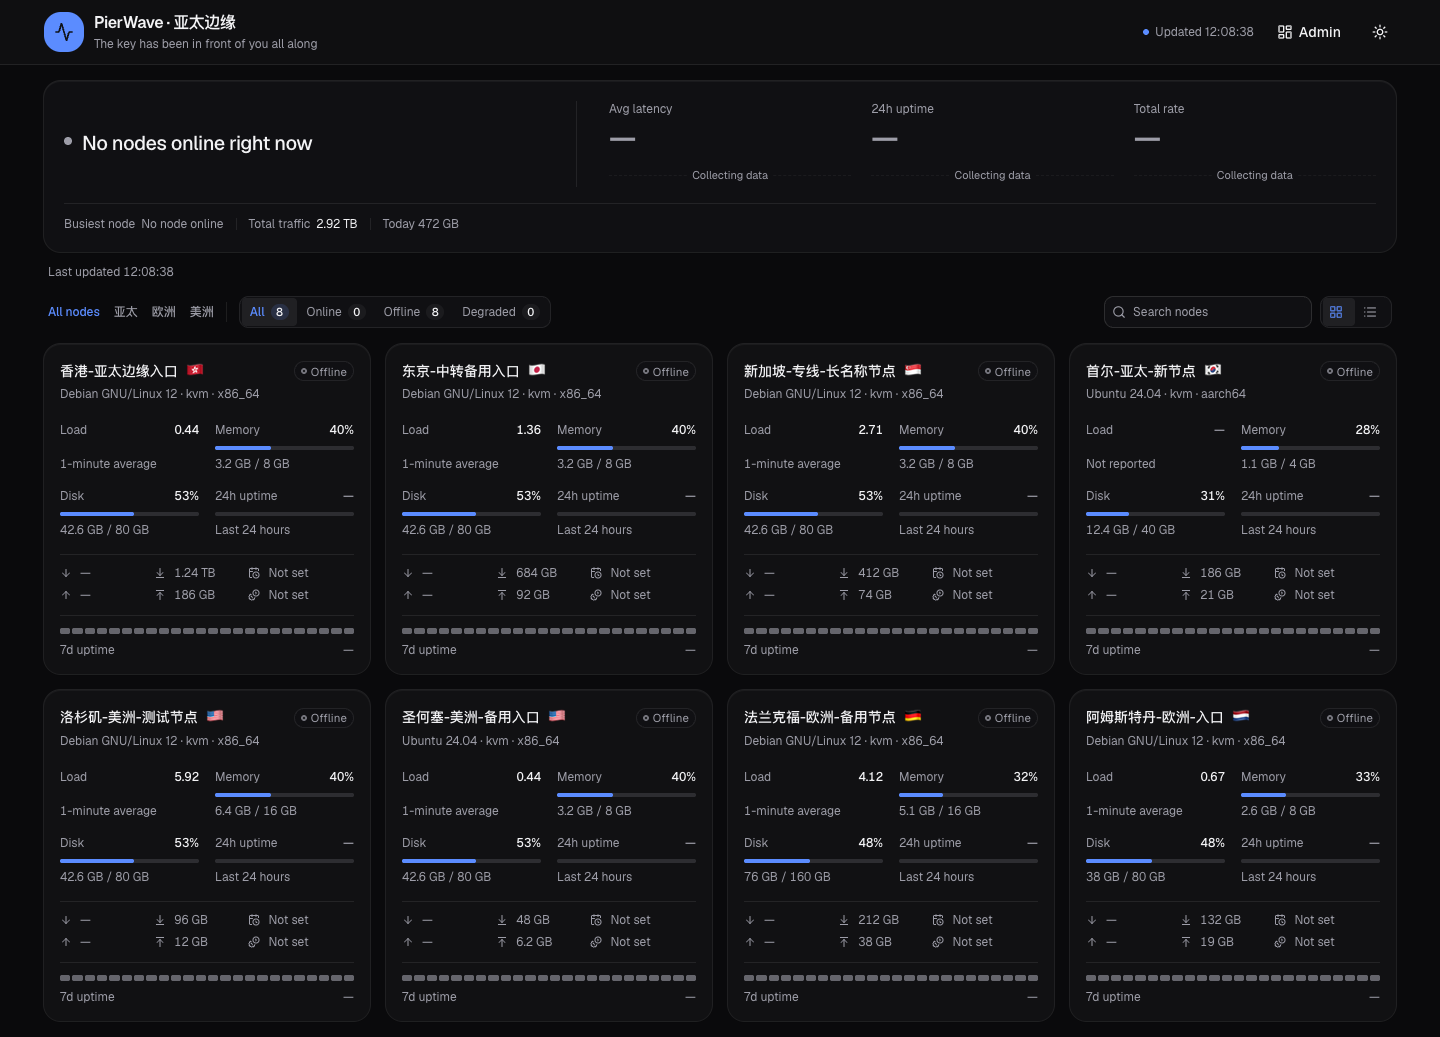 PierWave · 亚太边缘
The key has been in front of you all along
Updated 12:08:38
Admin
No nodes online right now
Avg latency
—
Collecting data
24h uptime
—
Collecting data
Total rate
—
Collecting data
Busiest node No node online
Total traffic 2.92 TB
Today 472 GB
Last updated 12:08:38
All nodes 亚太 欧洲 美洲
All 8 Online 0 Offline 8 Degraded 0
Search nodes
香港-亚太边缘入口
Offline
Debian GNU/Linux 12 · kvm · x86_64
Load 0.44 Memory 40%
1-minute average 3.2 GB / 8 GB
Disk 53% 24h uptime —
42.6 GB / 80 GB Last 24 hours
↓ — 1.24 TB Not set
↑ — 186 GB Not set
7d uptime —
东京-中转备用入口
Offline
Debian GNU/Linux 12 · kvm · x86_64
Load 1.36 Memory 40%
1-minute average 3.2 GB / 8 GB
Disk 53% 24h uptime —
42.6 GB / 80 GB Last 24 hours
↓ — 684 GB Not set
↑ — 92 GB Not set
7d uptime —
新加坡-专线-长名称节点
Offline
Debian GNU/Linux 12 · kvm · x86_64
Load 2.71 Memory 40%
1-minute average 3.2 GB / 8 GB
Disk 53% 24h uptime —
42.6 GB / 80 GB Last 24 hours
↓ — 412 GB Not set
↑ — 74 GB Not set
7d uptime —
首尔-亚太-新节点
Offline
Ubuntu 24.04 · kvm · aarch64
Load — Memory 28%
Not reported 1.1 GB / 4 GB
Disk 31% 24h uptime —
12.4 GB / 40 GB Last 24 hours
↓ — 186 GB Not set
↑ — 21 GB Not set
7d uptime —
洛杉矶-美洲-测试节点
Offline
Debian GNU/Linux 12 · kvm · x86_64
Load 5.92 Memory 40%
1-minute average 6.4 GB / 16 GB
Disk 53% 24h uptime —
42.6 GB / 80 GB Last 24 hours
↓ — 96 GB Not set
↑ — 12 GB Not set
7d uptime —
圣何塞-美洲-备用入口
Offline
Ubuntu 24.04 · kvm · x86_64
Load 0.44 Memory 40%
1-minute average 3.2 GB / 8 GB
Disk 53% 24h uptime —
42.6 GB / 80 GB Last 24 hours
↓ — 48 GB Not set
↑ — 6.2 GB Not set
7d uptime —
法兰克福-欧洲-备用节点
Offline
Debian GNU/Linux 12 · kvm · x86_64
Load 4.12 Memory 32%
1-minute average 5.1 GB / 16 GB
Disk 48% 24h uptime —
76 GB / 160 GB Last 24 hours
↓ — 212 GB Not set
↑ — 38 GB Not set
7d uptime —
阿姆斯特丹-欧洲-入口
Offline
Debian GNU/Linux 12 · kvm · x86_64
Load 0.67 Memory 33%
1-minute average 2.6 GB / 8 GB
Disk 48% 24h uptime —
38 GB / 80 GB Last 24 hours
↓ — 132 GB Not set
↑ — 19 GB Not set
7d uptime —